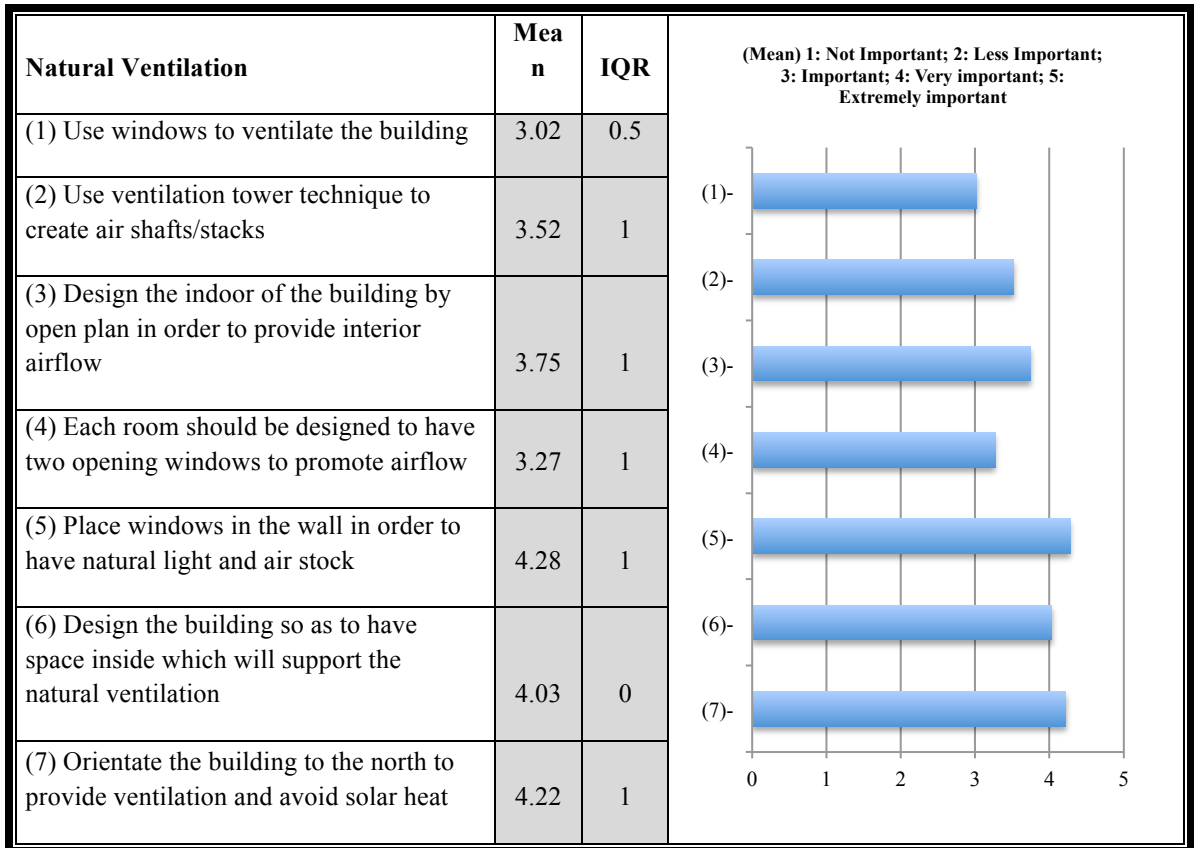 Natural Ventilation
Mea
n
IQR
(1) Use windows to ventilate the building
3.02
0.5
(2) Use ventilation tower technique to
create air shafts/stacks
3.52
1
(3) Design the indoor of the building by
open plan in order to provide interior
airflow
3.75
1
(4) Each room should be designed to have
two opening windows to promote airflow
3.27
1
(5) Place windows in the wall in order to
have natural light and air stock
4.28
1
(6) Design the building so as to have
space inside which will support the
natural ventilation
4.03
0
(7) Orientate the building to the north to
provide ventilation and avoid solar heat
4.22
1
(Mean) 1: Not Important; 2: Less Important;
3: Important; 4: Very important; 5:
Extremely important
(1)-
(2)-
(3)-
(4)-
(5)-
(6)-
(7)-
0 1 2 3 4 5